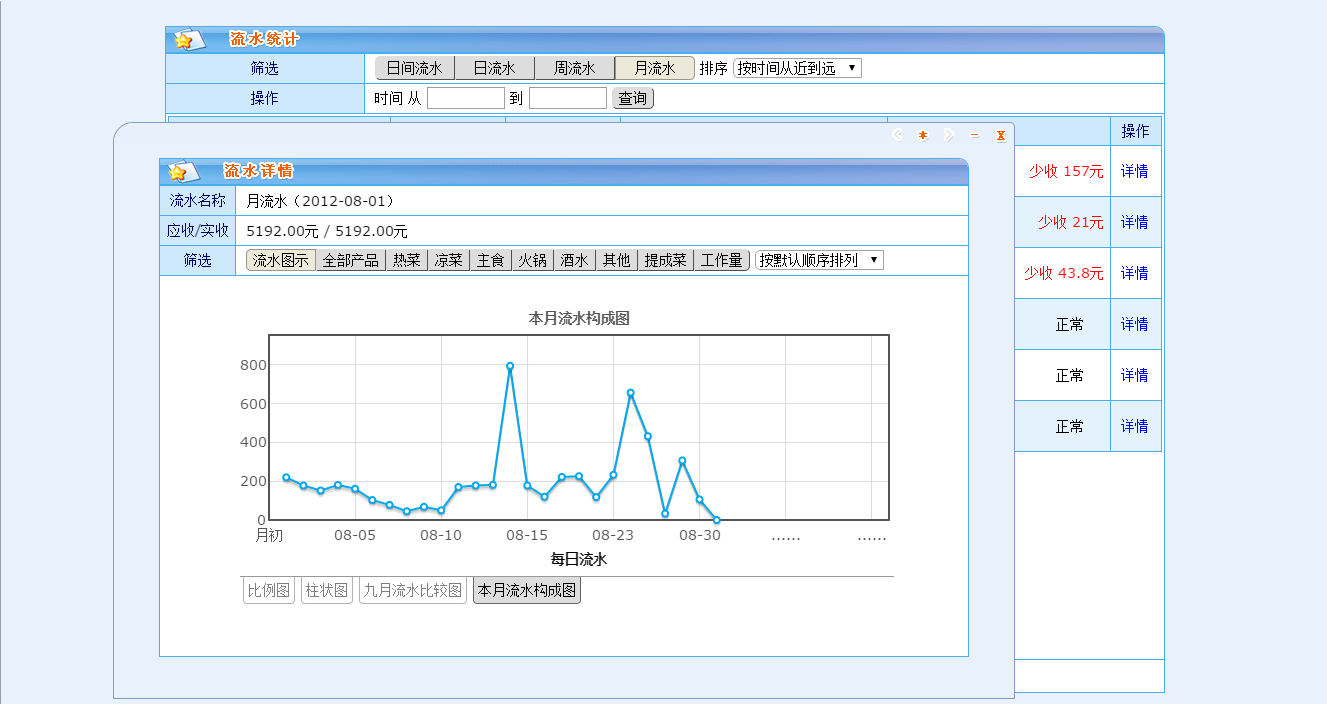 流水统计
筛选 日间流水 日流水 周流水 月流水 排序 按时间从近到远
操作 时间 从 到 查询
操作
少收 157元 详情
少收 21元 详情
少收 43.8元 详情
正常 详情
正常 详情
正常 详情
流水详情
流水名称 月流水（2012-08-01）
应收/实收 5192.00元 / 5192.00元
筛选 流水图示 全部产品 热菜 凉菜 主食 火锅 酒水 其他 提成菜 工作量 按默认顺序排列
本月流水构成图
800
600
400
200
0
月初 08-05 08-10 08-15 08-23 08-30 …… ……
每日流水
比例图 柱状图 九月流水比较图 本月流水构成图